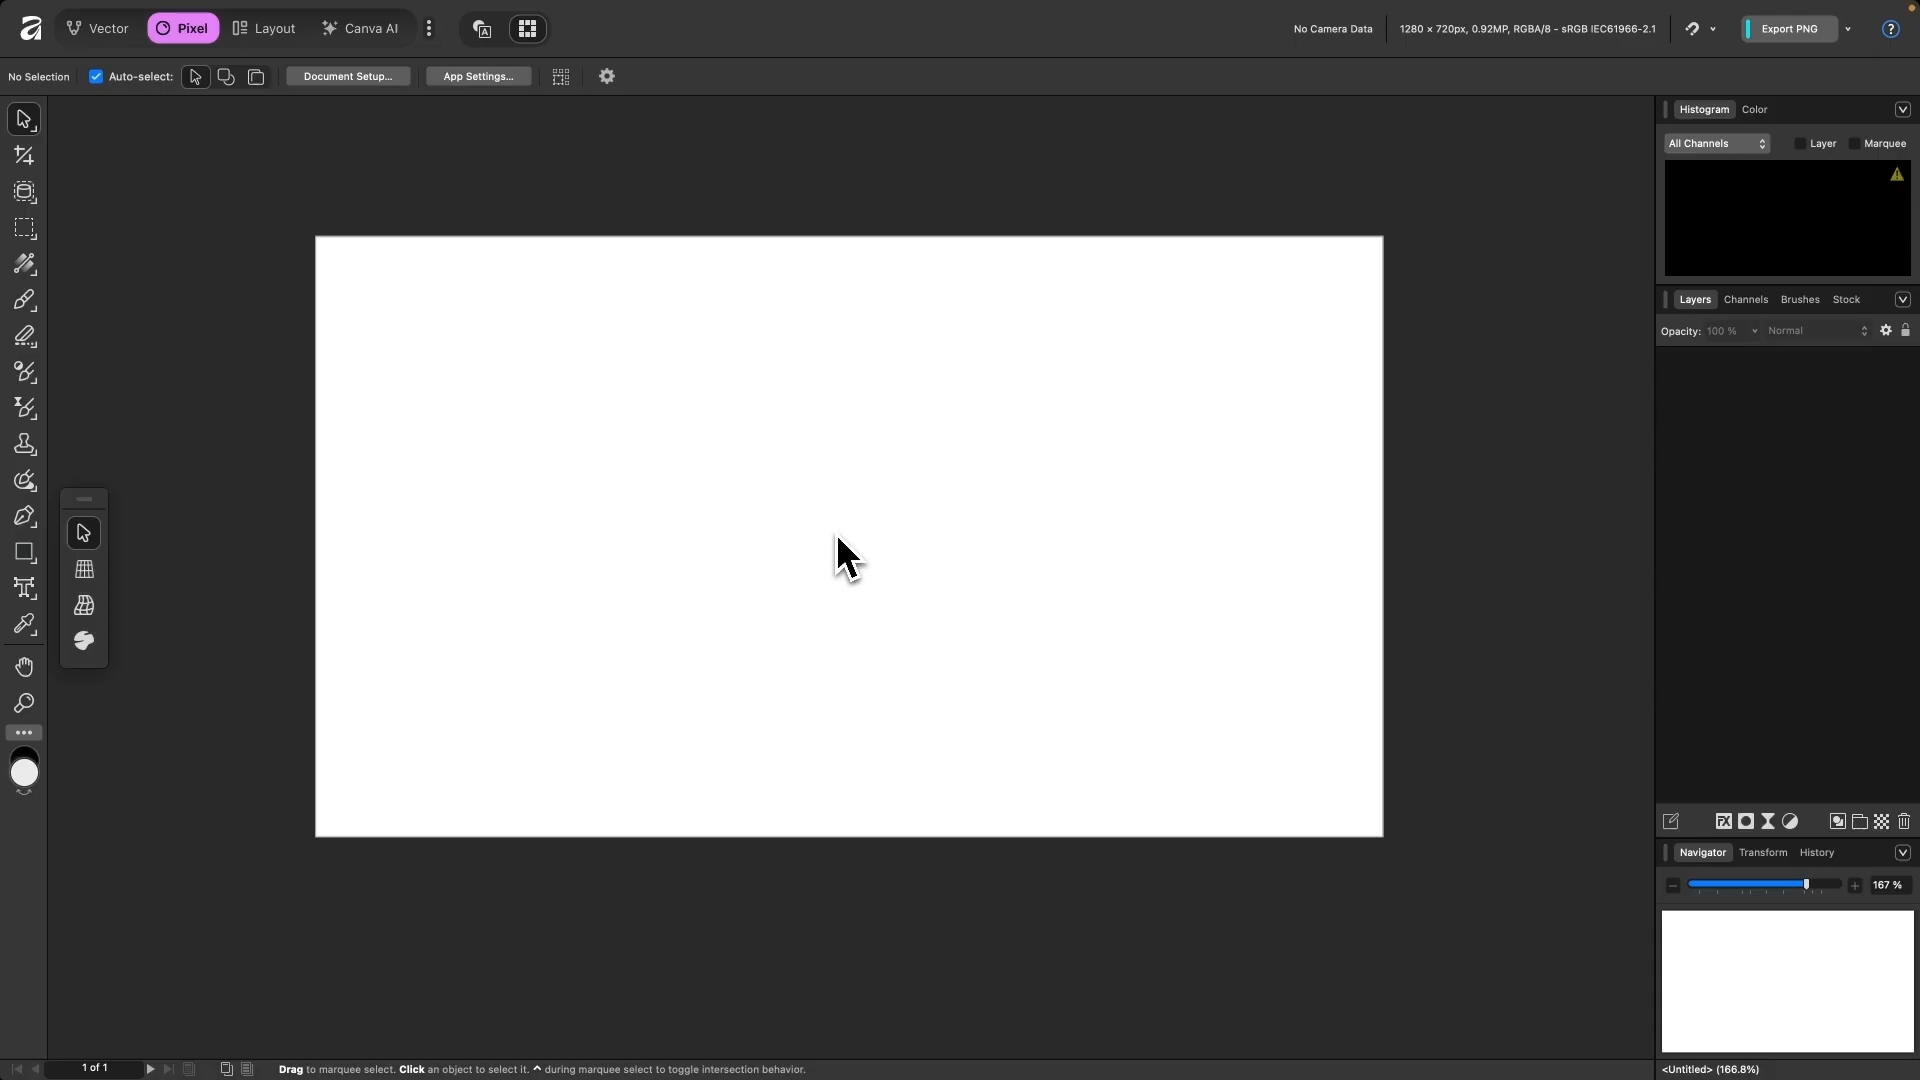 Vector Pixel Layout Canva AI No Camera Data 1280 × 720px, 0.92MP, RGBA/8 - sRGB IEC61966-2.1 Export PNG ?
No Selection Auto-select: Document Setup... App Settings...
Histogram Color
All Channels Layer Marquee
Layers Channels Brushes Stock
Opacity: 100 % Normal
Navigator Transform History
167 %
1 of 1 Drag to marquee select. Click an object to select it. ^ during marquee select to toggle intersection behavior. <Untitled> (166.8%)